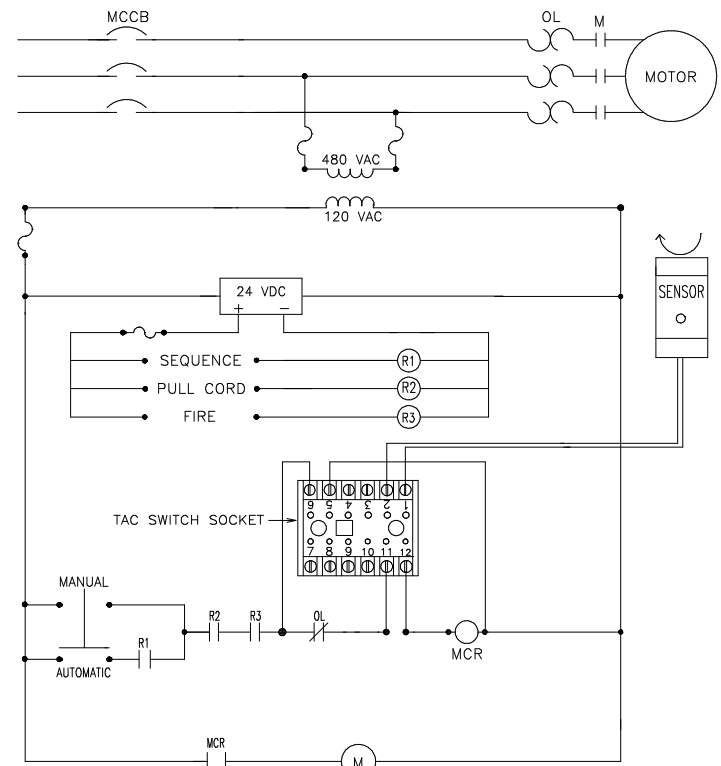 MCCB
OL
M
MOTOR
480 VAC
120 VAC
24 VDC
+ −
SENSOR
SEQUENCE
R1
PULL CORD
R2
FIRE
R3
6 5 4 3 2 1
TAC SWITCH SOCKET
7 8 9 10 11 12
MANUAL
R2
R3
OL
R1
MCR
AUTOMATIC
MCR
M